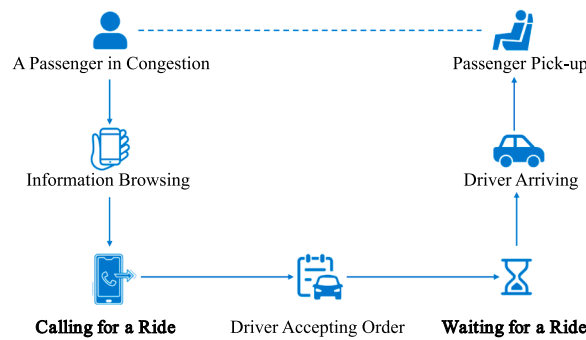 A Passenger in Congestion
Passenger Pick-up
Information Browsing
Driver Arriving
Calling for a Ride
Driver Accepting Order
Waiting for a Ride